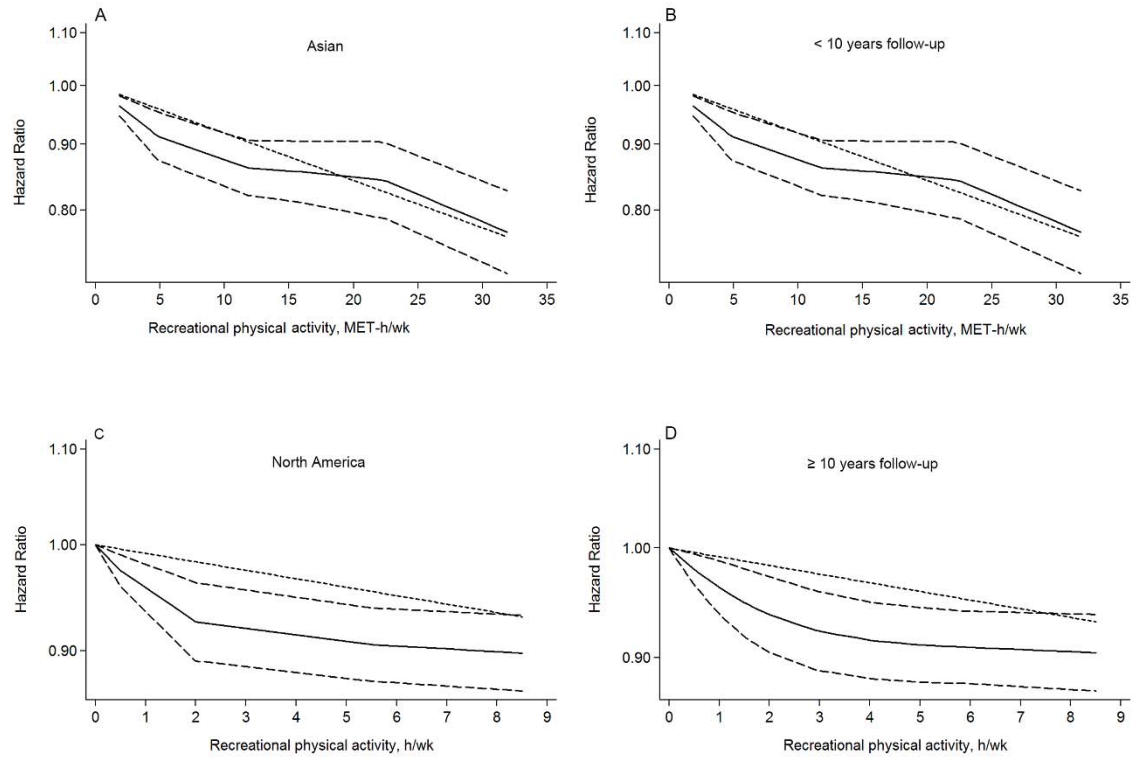 A
Asian
1.10
1.00
0.90
0.80
Hazard Ratio
0 5 10 15 20 25 30 35
Recreational physical activity, MET-h/wk
B
< 10 years follow-up
1.10
1.00
0.90
0.80
Hazard Ratio
0 5 10 15 20 25 30 35
Recreational physical activity, MET-h/wk
C
North America
1.10
1.00
0.90
Hazard Ratio
0 1 2 3 4 5 6 7 8 9
Recreational physical activity, h/wk
D
≥ 10 years follow-up
1.10
1.00
0.90
Hazard Ratio
0 1 2 3 4 5 6 7 8 9
Recreational physical activity, h/wk